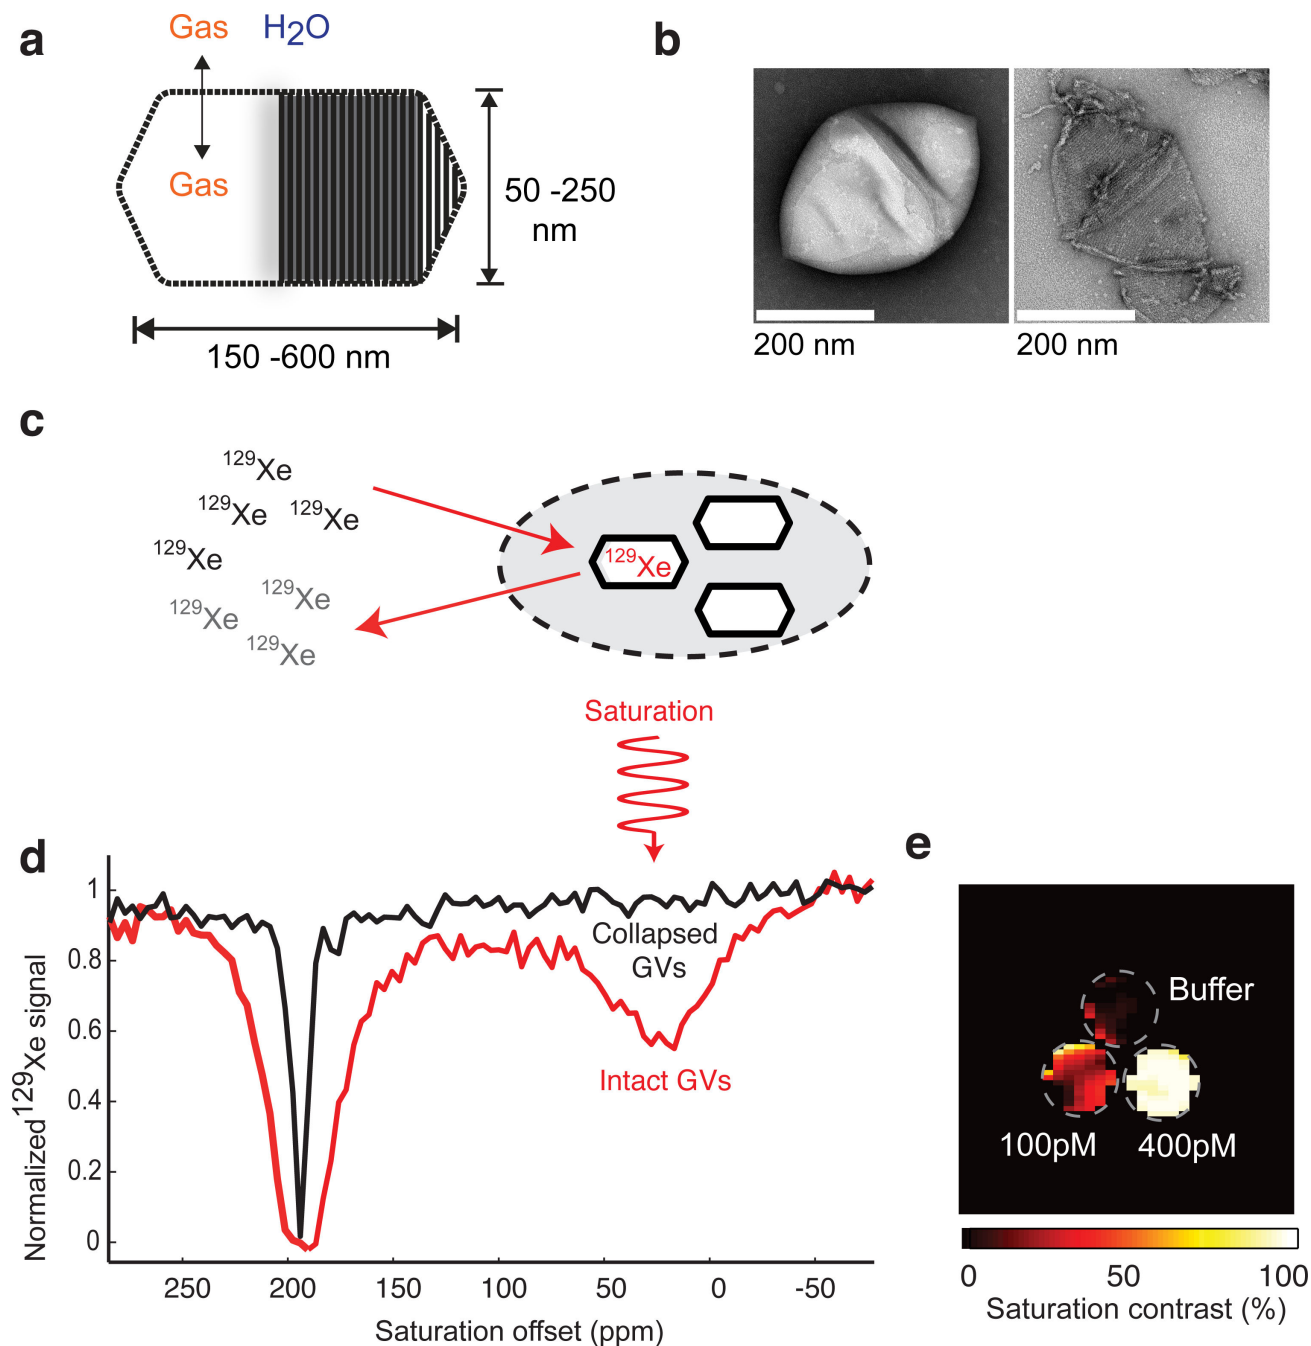 a
Gas H2O
Gas
50 -250
nm
150 -600 nm
b
200 nm 200 nm
c
129Xe
129Xe 129Xe
129Xe
129Xe
129Xe
129Xe
129Xe
Saturation
d
Normalized 129Xe signal
1
0.8
0.6
0.4
0.2
0
Collapsed
GVs
Intact GVs
250 200 150 100 50 0 -50
Saturation offset (ppm)
e
Buffer
100pM 400pM
0 50 100
Saturation contrast (%)